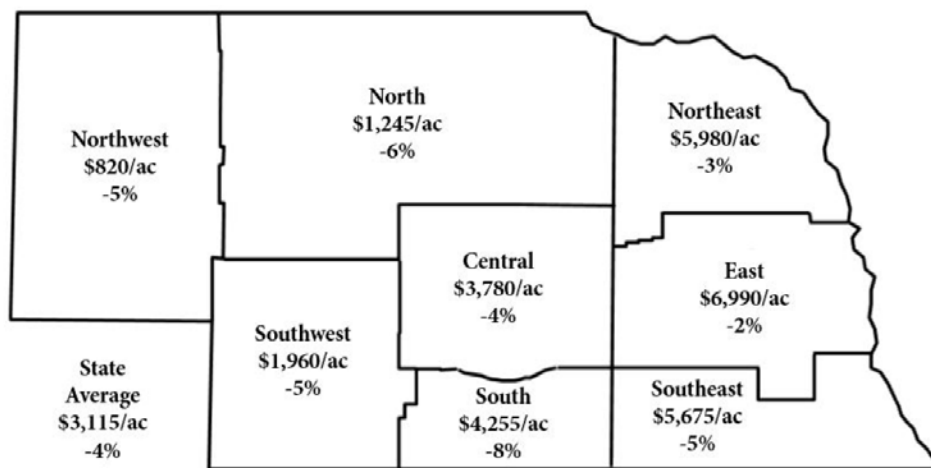 North
$1,245/ac
-6%
Northeast
$5,980/ac
-3%
Northwest
$820/ac
-5%
Central
$3,780/ac
-4%
East
$6,990/ac
-2%
Southwest
$1,960/ac
-5%
State
Average
$3,115/ac
-4%
South
$4,255/ac
-8%
Southeast
$5,675/ac
-5%